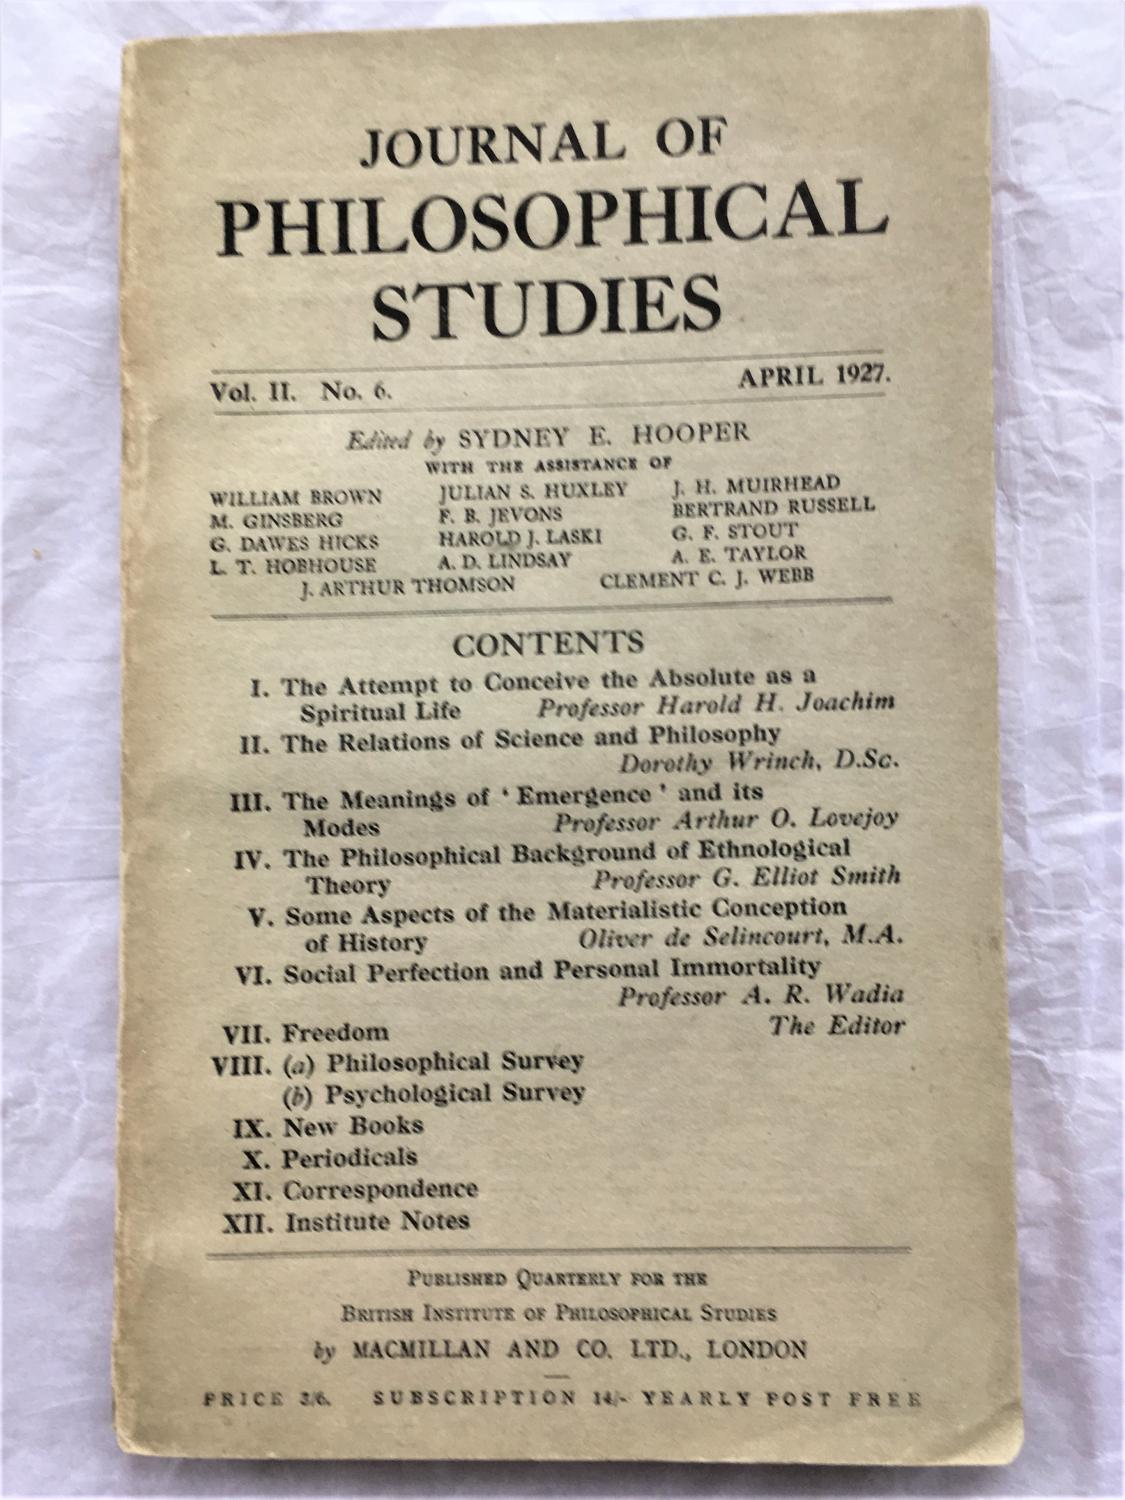 JOURNAL OF
PHILOSOPHICAL
STUDIES
Vol. II. No. 6. APRIL 1927.
Edited by SYDNEY E. HOOPER
WITH THE ASSISTANCE OF
WILLIAM BROWN JULIAN S. HUXLEY J. H. MUIRHEAD
M. GINSBERG F. B. JEVONS BERTRAND RUSSELL
G. DAWES HICKS HAROLD J. LASKI G. F. STOUT
L. T. HOBHOUSE A. D. LINDSAY A. E. TAYLOR
J. ARTHUR THOMSON CLEMENT C. J. WEBB
CONTENTS
I. The Attempt to Conceive the Absolute as a
Spiritual Life Professor Harold H. Joachim
II. The Relations of Science and Philosophy
Dorothy Wrinch, D.Sc.
III. The Meanings of ‘ Emergence ’ and its
Modes Professor Arthur O. Lovejoy
IV. The Philosophical Background of Ethnological
Theory Professor G. Elliot Smith
V. Some Aspects of the Materialistic Conception
of History Oliver de Selincourt, M.A.
VI. Social Perfection and Personal Immortality
Professor A. R. Wadia
VII. Freedom The Editor
VIII. (a) Philosophical Survey
(b) Psychological Survey
IX. New Books
X. Periodicals
XI. Correspondence
XII. Institute Notes
PUBLISHED QUARTERLY FOR THE
BRITISH INSTITUTE OF PHILOSOPHICAL STUDIES
by MACMILLAN AND CO. LTD., LONDON
PRICE 3/6. SUBSCRIPTION 14/- YEARLY POST FREE